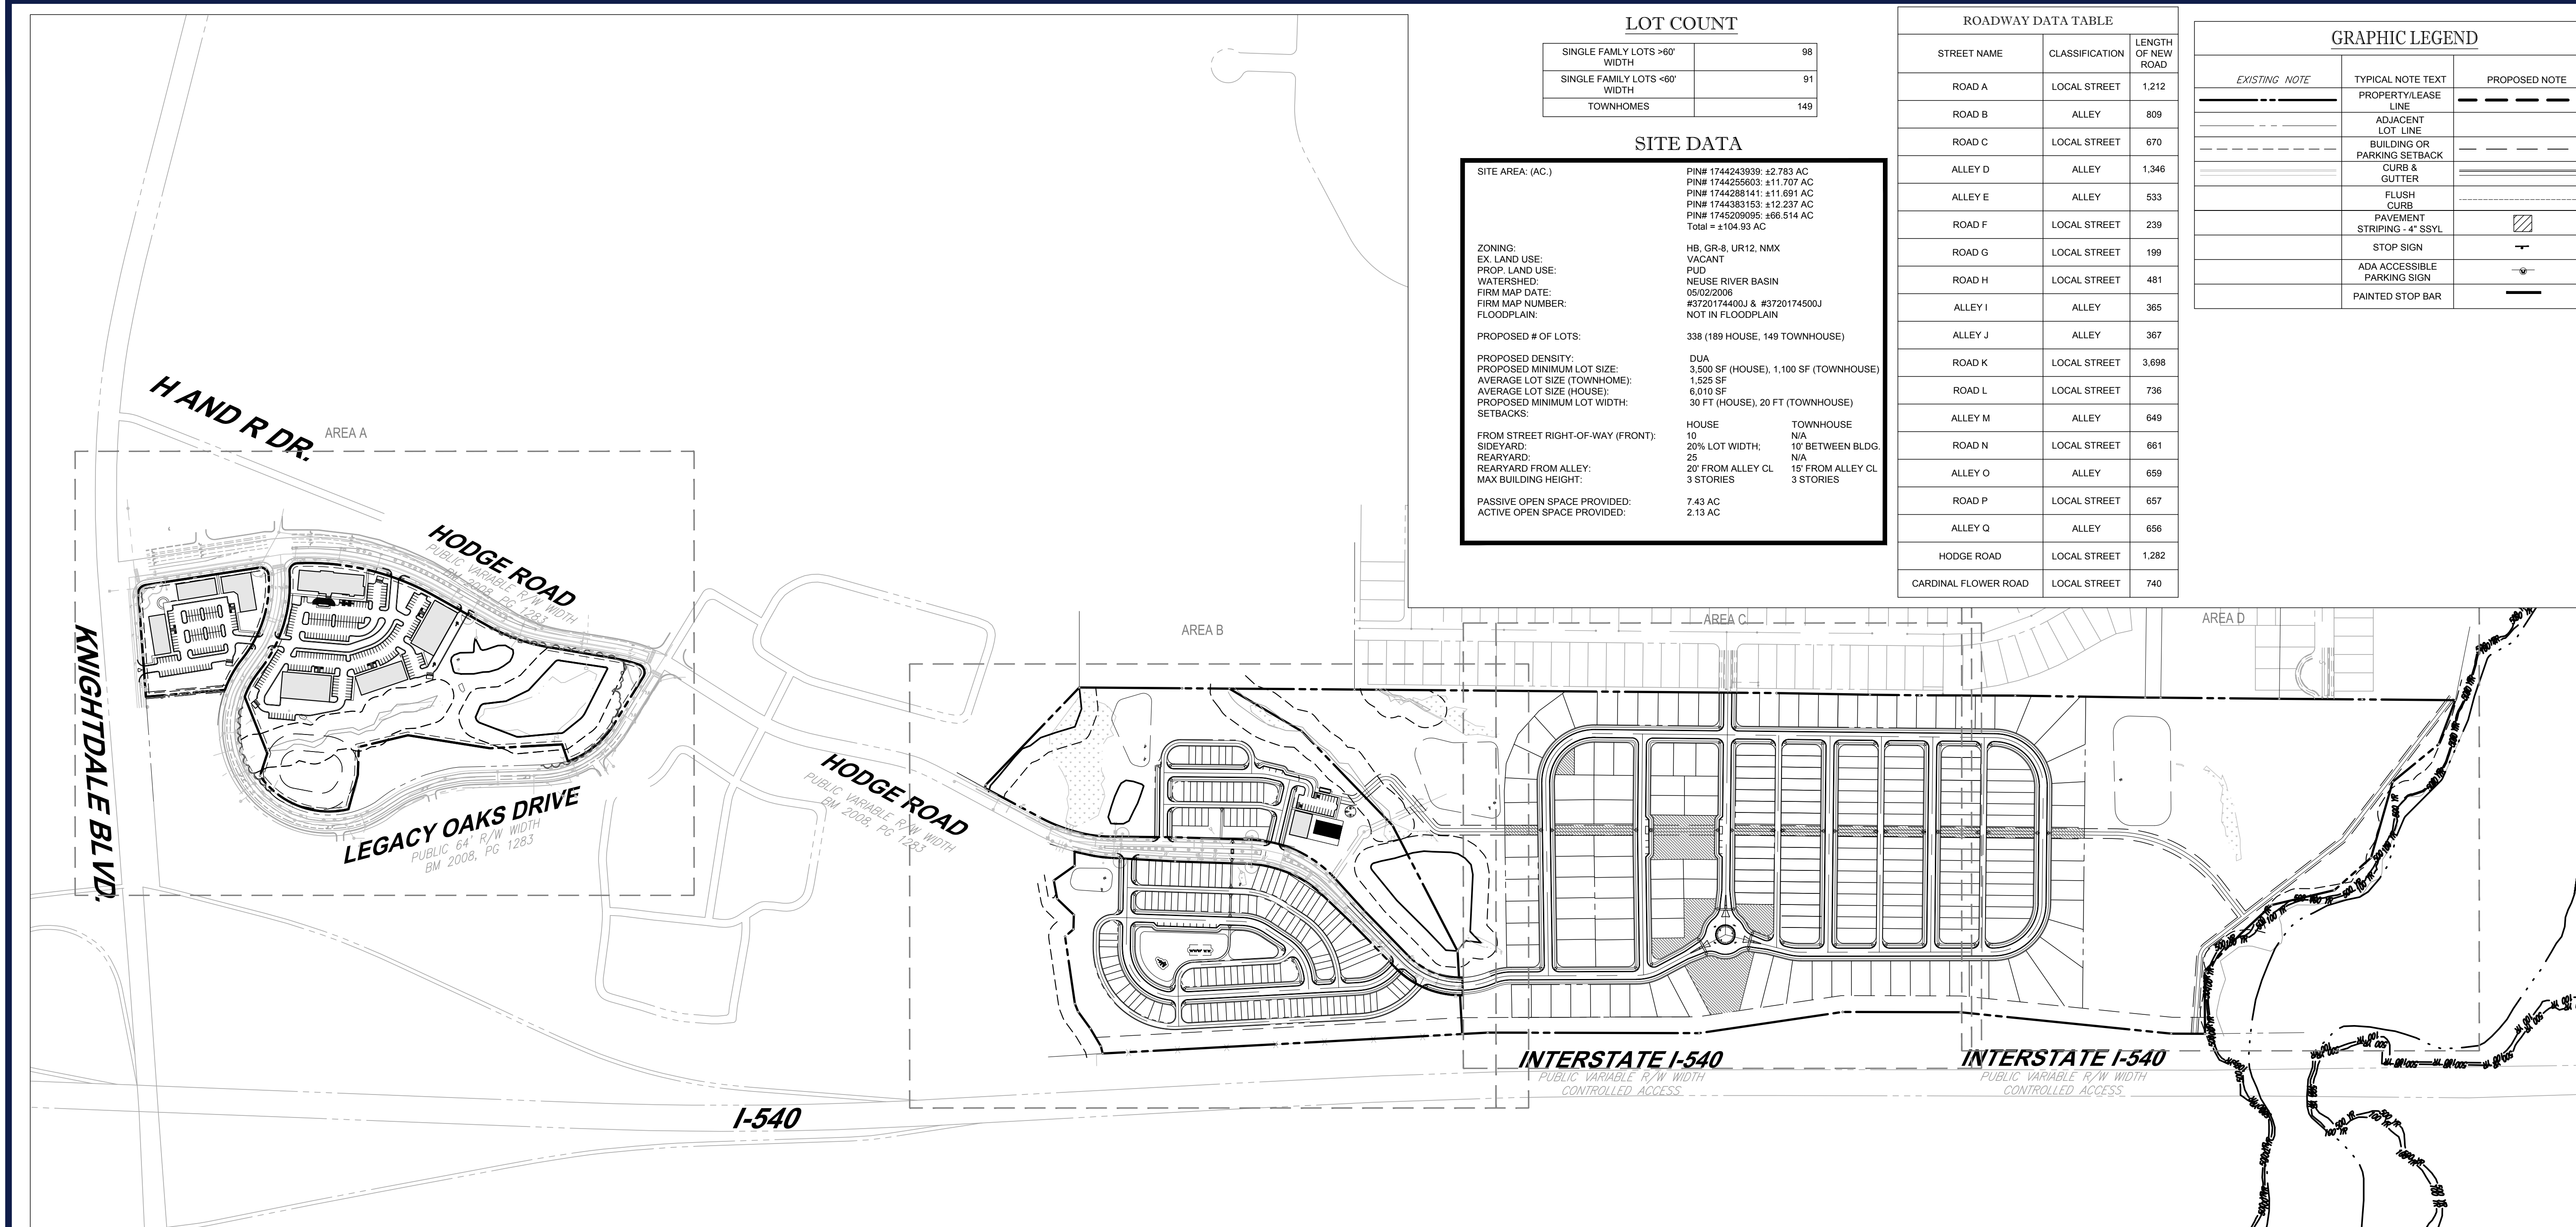 LOT COUNT
SINGLE FAMLY LOTS >60'
WIDTH
98
SINGLE FAMILY LOTS <60'
WIDTH
91
TOWNHOMES 149
SITE DATA
SITE AREA: (AC.) PIN# 1744243939: ±2.783 AC
PIN# 1744255603: ±11.707 AC
PIN# 1744288141: ±11.691 AC
PIN# 1744383153: ±12.237 AC
PIN# 1745209095: ±66.514 AC
Total = ±104.93 AC
ZONING: HB, GR-8, UR12, NMX
EX. LAND USE: VACANT
PROP. LAND USE: PUD
WATERSHED: NEUSE RIVER BASIN
FIRM MAP DATE: 05/02/2006
FIRM MAP NUMBER: #3720174400J & #3720174500J
FLOODPLAIN: NOT IN FLOODPLAIN
PROPOSED # OF LOTS: 338 (189 HOUSE, 149 TOWNHOUSE)
PROPOSED DENSITY: DUA
PROPOSED MINIMUM LOT SIZE: 3,500 SF (HOUSE), 1,100 SF (TOWNHOUSE)
AVERAGE LOT SIZE (TOWNHOME): 1,525 SF
AVERAGE LOT SIZE (HOUSE): 6,010 SF
PROPOSED MINIMUM LOT WIDTH: 30 FT (HOUSE), 20 FT (TOWNHOUSE)
SETBACKS:
HOUSE TOWNHOUSE
FROM STREET RIGHT-OF-WAY (FRONT): 10 N/A
SIDEYARD: 20% LOT WIDTH; 10' BETWEEN BLDG.
REARYARD: 25 N/A
REARYARD FROM ALLEY: 20' FROM ALLEY CL 15' FROM ALLEY CL
MAX BUILDING HEIGHT: 3 STORIES 3 STORIES
PASSIVE OPEN SPACE PROVIDED: 7.43 AC
ACTIVE OPEN SPACE PROVIDED: 2.13 AC
ROADWAY DATA TABLE
STREET NAME CLASSIFICATION LENGTH
OF NEW
ROAD
ROAD A LOCAL STREET 1,212
ROAD B ALLEY 809
ROAD C LOCAL STREET 670
ALLEY D ALLEY 1,346
ALLEY E ALLEY 533
ROAD F LOCAL STREET 239
ROAD G LOCAL STREET 199
ROAD H LOCAL STREET 481
ALLEY I ALLEY 365
ALLEY J ALLEY 367
ROAD K LOCAL STREET 3,698
ROAD L LOCAL STREET 736
ALLEY M ALLEY 649
ROAD N LOCAL STREET 661
ALLEY O ALLEY 659
ROAD P LOCAL STREET 657
ALLEY Q ALLEY 656
HODGE ROAD LOCAL STREET 1,282
CARDINAL FLOWER ROAD LOCAL STREET 740
GRAPHIC LEGEND
EXISTING NOTE TYPICAL NOTE TEXT PROPOSED NOTE
PROPERTY/LEASE
LINE
ADJACENT
LOT LINE
BUILDING OR
PARKING SETBACK
CURB &
GUTTER
FLUSH
CURB
PAVEMENT
STRIPING - 4" SSYL
STOP SIGN
ADA ACCESSIBLE
PARKING SIGN
PAINTED STOP BAR
H AND R DR.
AREA A
HODGE ROAD
PUBLIC VARIABLE R/W WIDTH
BM 2008, PG 1283
KNIGHTDALE BLVD.
LEGACY OAKS DRIVE
PUBLIC 64' R/W WIDTH
BM 2008, PG 1283
AREA B
HODGE ROAD
PUBLIC VARIABLE R/W WIDTH
BM 2008, PG 1283
AREA C
AREA D
INTERSTATE I-540
PUBLIC VARIABLE R/W WIDTH
CONTROLLED ACCESS
INTERSTATE I-540
PUBLIC VARIABLE R/W WIDTH
CONTROLLED ACCESS
I-540